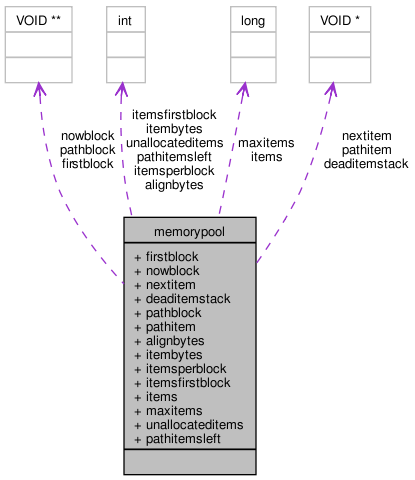 VOID **
int
long
VOID *
nowblock
pathblock
firstblock
itemsfirstblock
itembytes
unallocateditems
pathitemsleft
itemsperblock
alignbytes
maxitems
items
nextitem
pathitem
deaditemstack
memorypool
+ firstblock
+ nowblock
+ nextitem
+ deaditemstack
+ pathblock
+ pathitem
+ alignbytes
+ itembytes
+ itemsperblock
+ itemsfirstblock
+ items
+ maxitems
+ unallocateditems
+ pathitemsleft